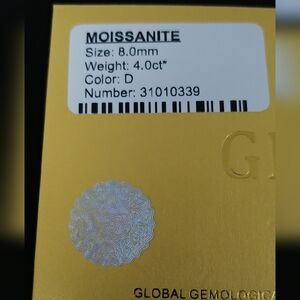 MOISSANITE
Size: 8.0mm
Weight: 4.0ct*
Color: D
Number: 31010339
GLOBAL GEMOLOGICA